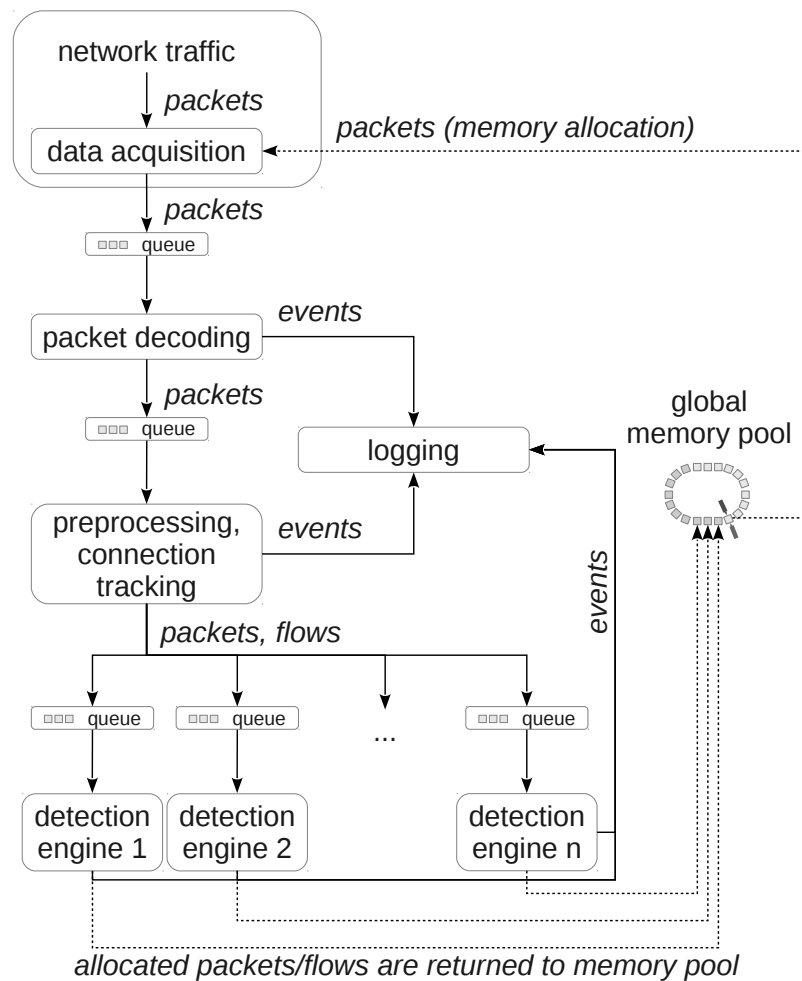 network traffic
packets
packets (memory allocation)
data acquisition
packets
queue
events
packet decoding
packets
queue
global
memory pool
logging
preprocessing,
connection
tracking
events
packets, flows
events
queue
queue
queue
...
detection
engine 1
detection
engine 2
detection
engine n
allocated packets/flows are returned to memory pool